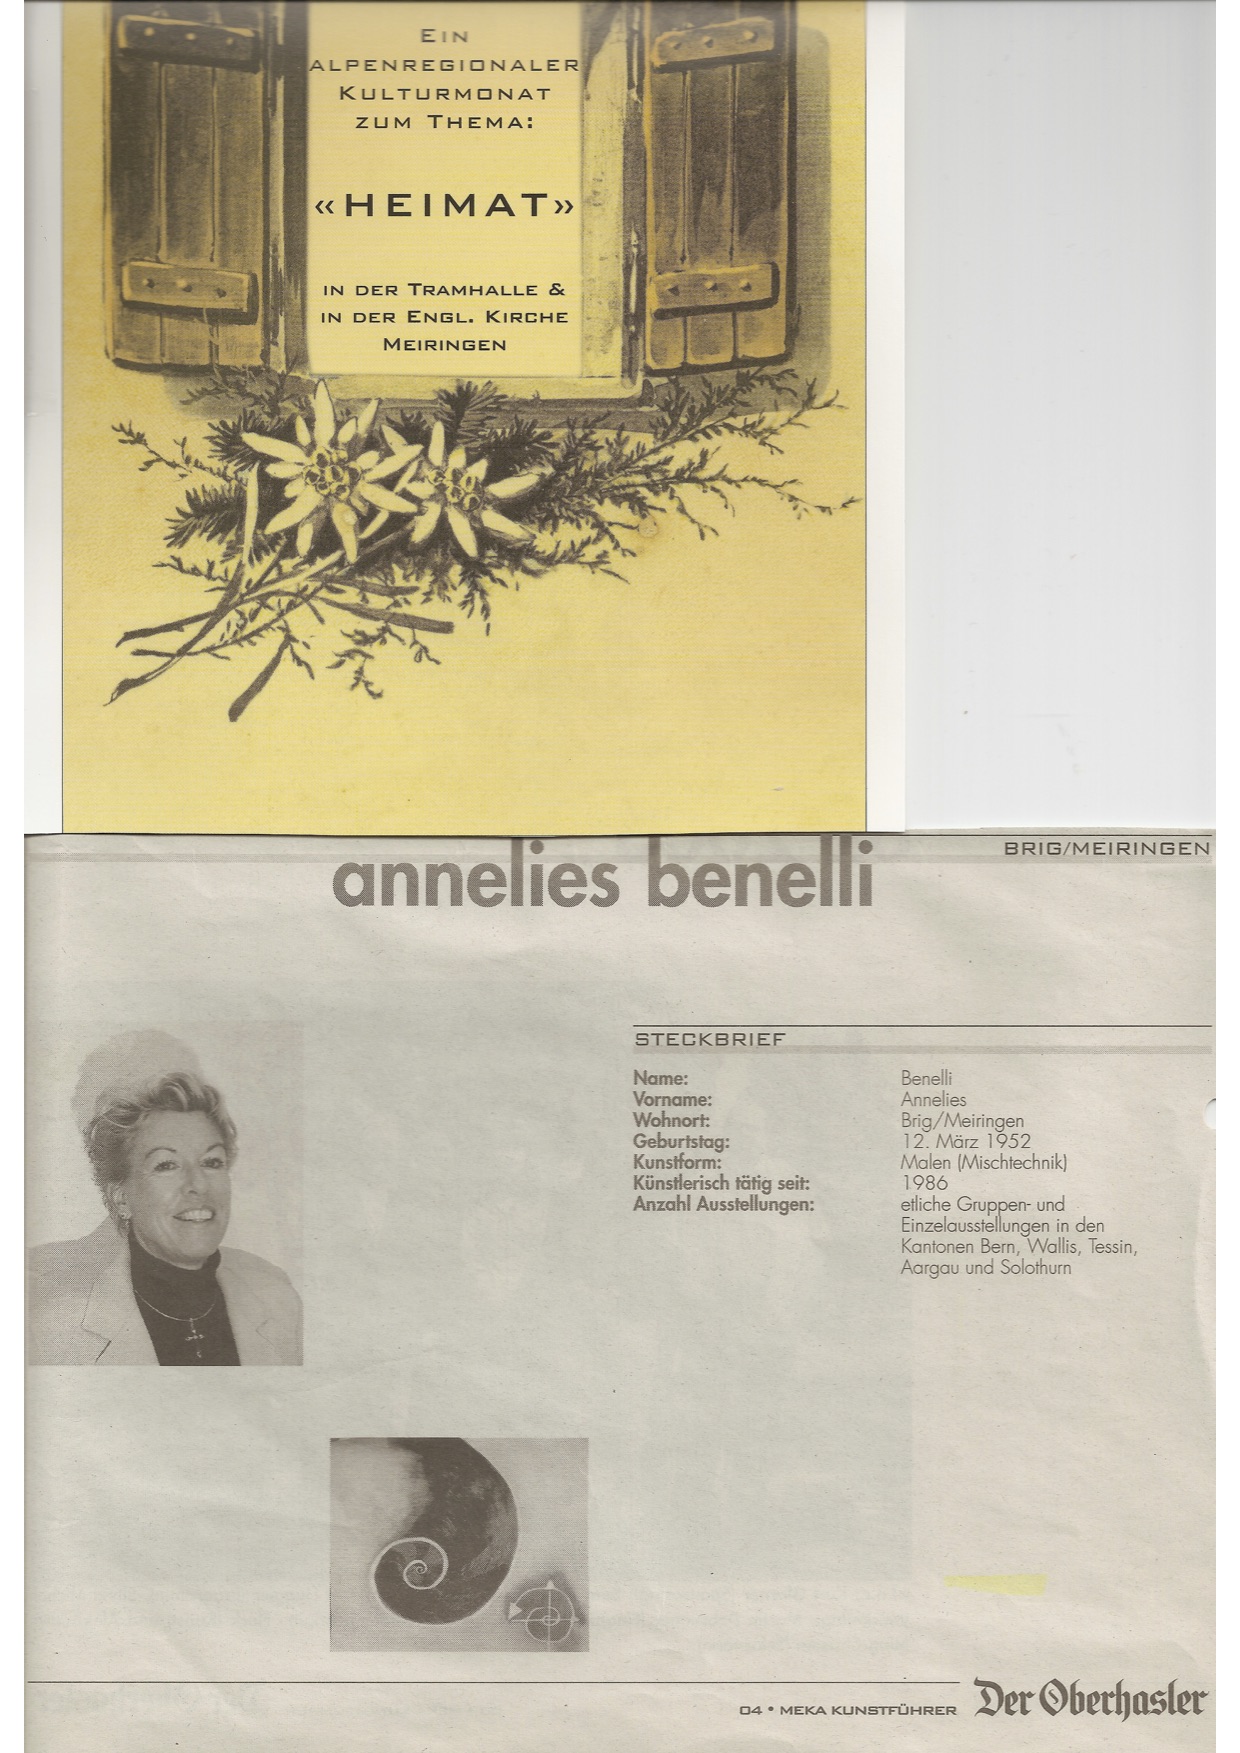 EIN
ALPENREGIONALER
KULTURMONAT
ZUM THEMA:
«HEIMAT»
IN DER TRAMHALLE &
IN DER ENGL. KIRCHE
MEIRINGEN
BRIG/MEIRINGEN
annelies benelli
STECKBRIEF
Name: Benelli
Vorname: Annelies
Wohnort: Brig/Meiringen
Geburtstag: 12. März 1952
Kunstform: Malen (Mischtechnik)
Künstlerisch tätig seit: 1986
Anzahl Ausstellungen: etliche Gruppen- und
Einzelausstellungen in den
Kantonen Bern, Wallis, Tessin,
Aargau und Solothurn
04 • MEKA KUNSTFÜHRER
Der Oberhasler